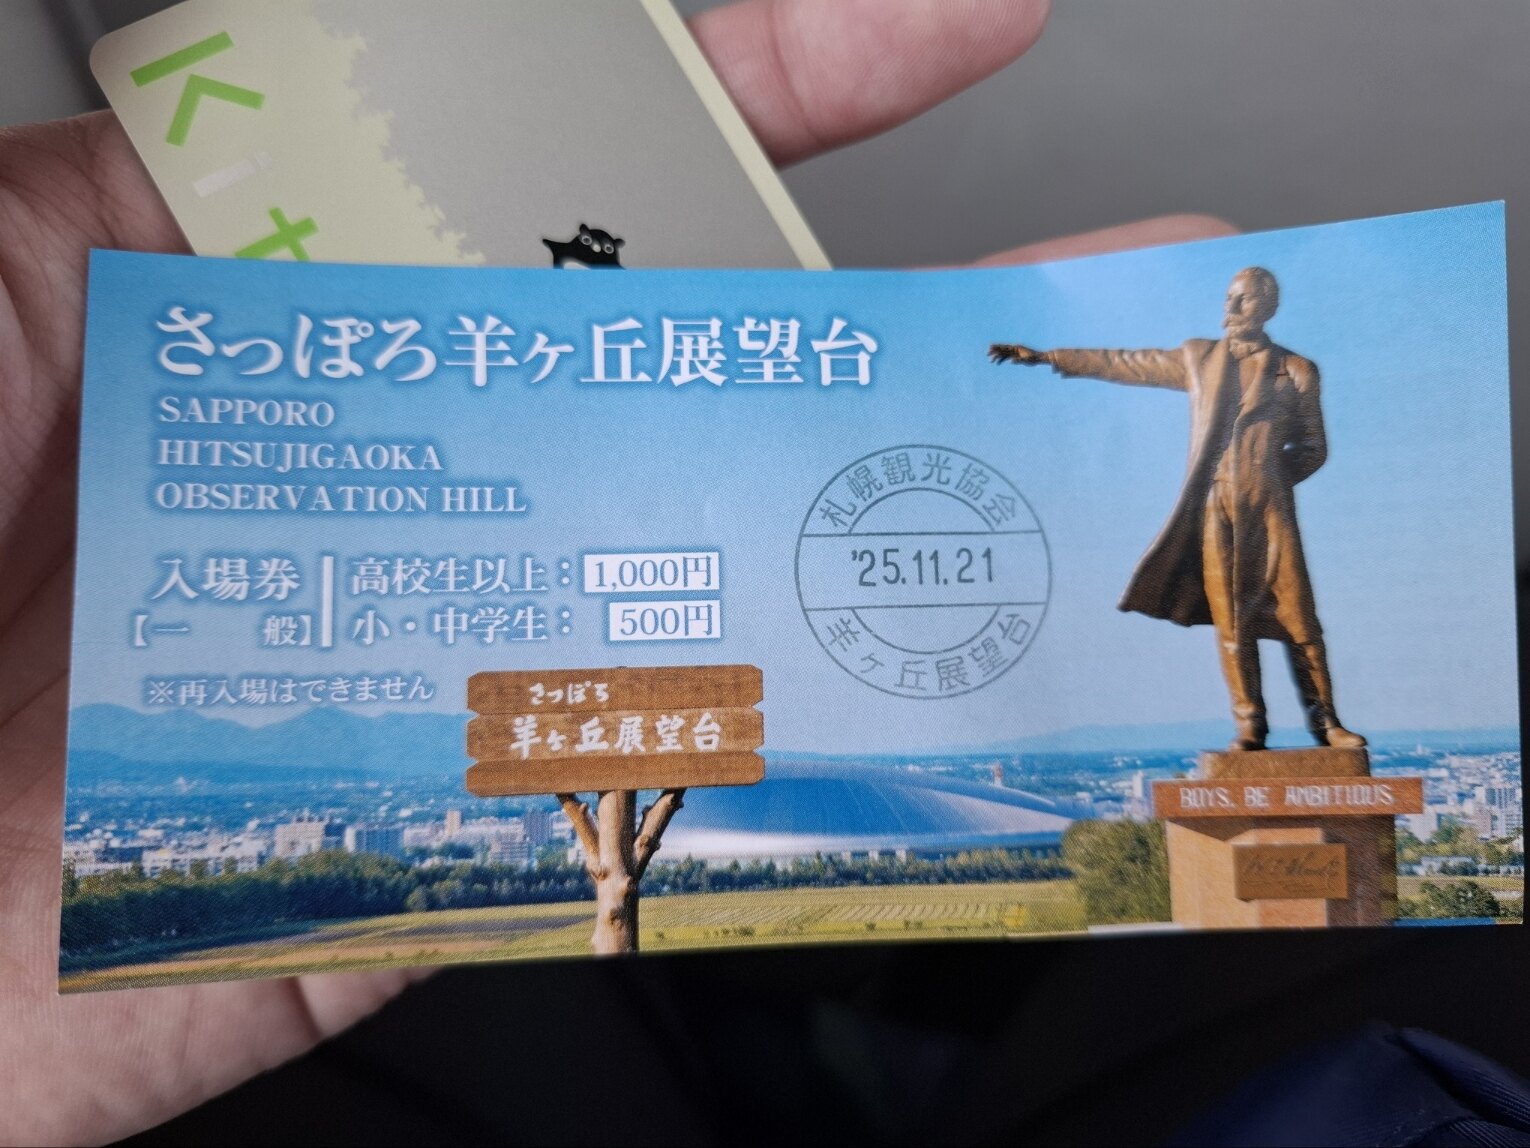 Kit
さっぽろ羊ヶ丘展望台
SAPPORO
HITSUJIGAOKA
OBSERVATION HILL
入場券
【一 般】
高校生以上：1,000円
小・中学生：500円
※再入場はできません
札幌観光協会
'25.11.21
羊ヶ丘展望台
さっぽろ
羊ヶ丘展望台
BOYS, BE AMBITIOUS